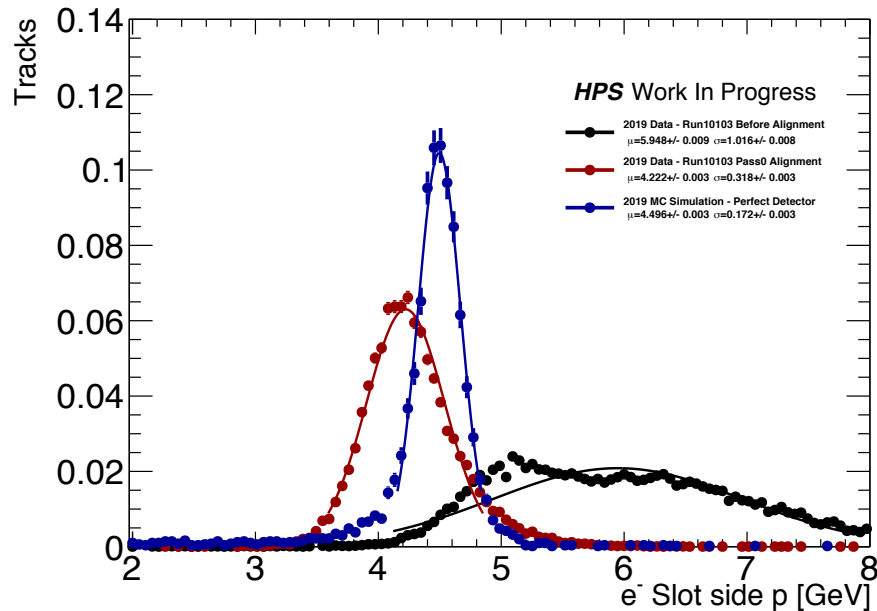 Tracks
0.14
0.12
0.1
0.08
0.06
0.04
0.02
0
HPS Work In Progress
2019 Data - Run10103 Before Alignment
μ=5.948+/- 0.009 σ=1.016+/- 0.008
2019 Data - Run10103 Pass0 Alignment
μ=4.222+/- 0.003 σ=0.318+/- 0.003
2019 MC Simulation - Perfect Detector
μ=4.496+/- 0.003 σ=0.172+/- 0.003
2 3 4 5 6 7 8
e⁻ Slot side p [GeV]